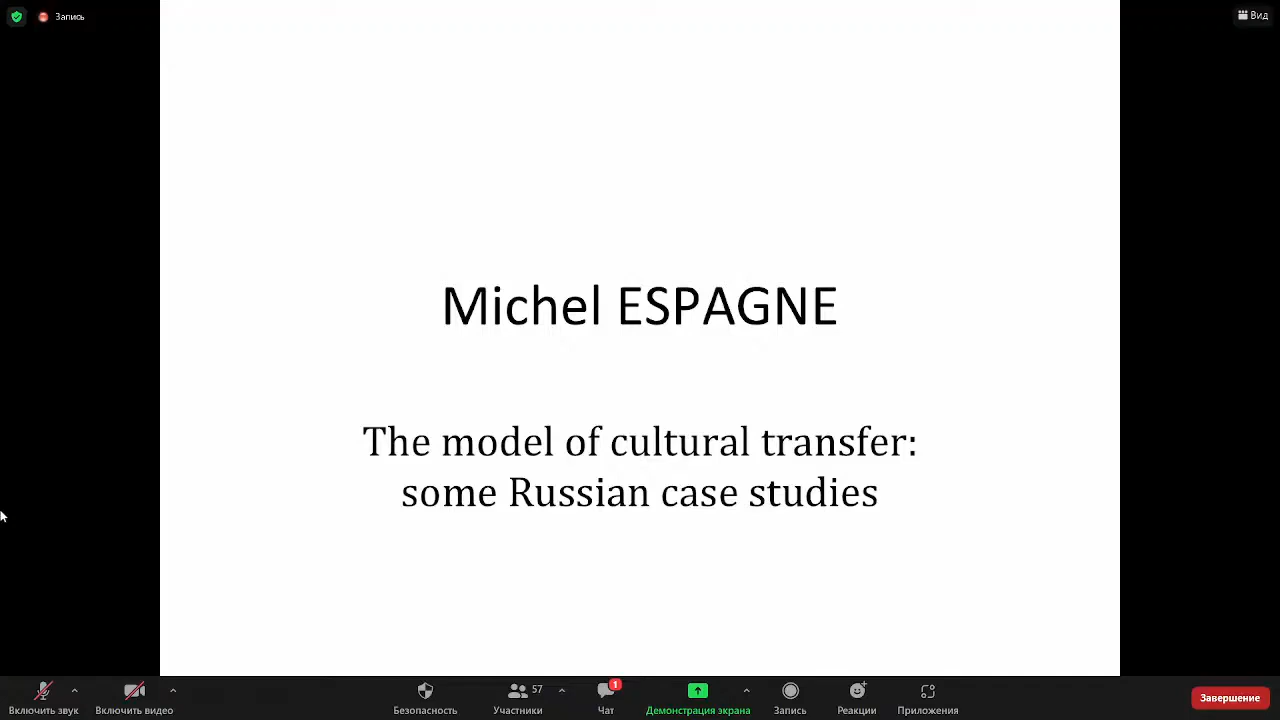 Запись
Вид
Michel ESPAGNE
The model of cultural transfer:
some Russian case studies
57
1
Включить звук
Включить видео
Безопасность
Участники
Чат
Демонстрация экрана
Запись
Реакции
Приложения
Завершение